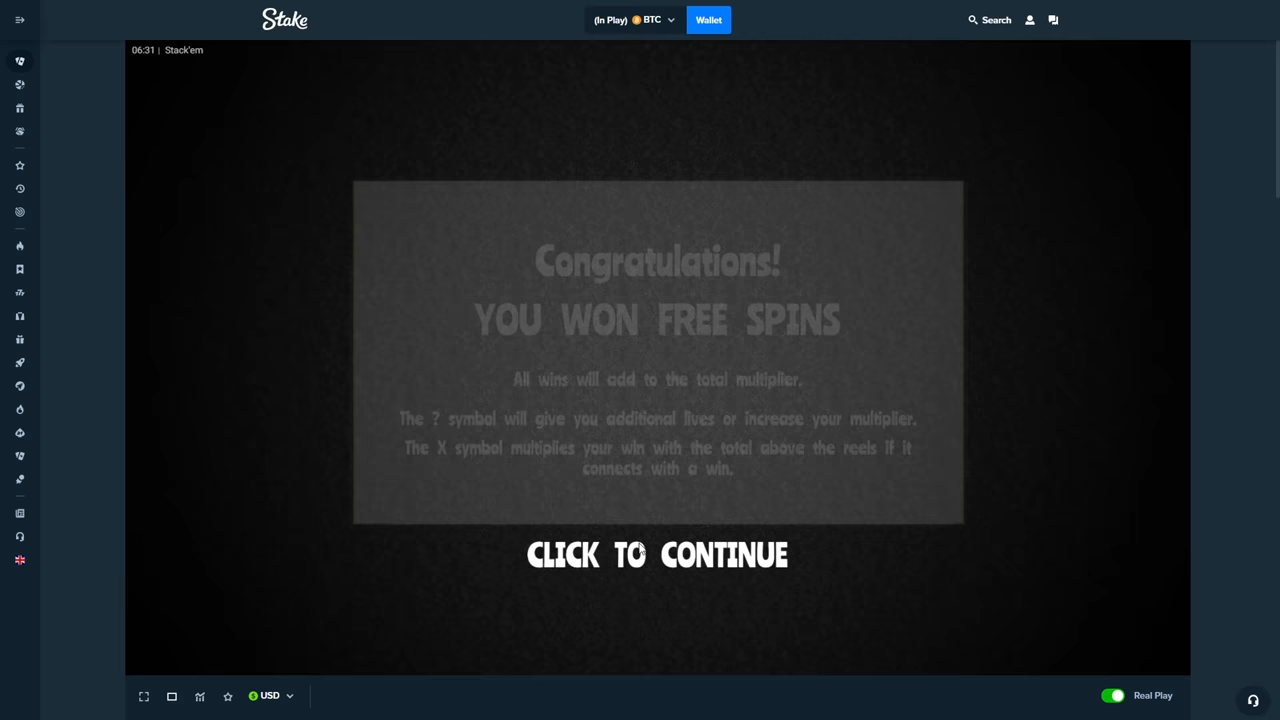 Stake
(In Play) BTC
Wallet
Search
06:31 | Stack'em
Congratulations!
YOU WON FREE SPINS
All wins will add to the total multiplier.
The ? symbol will give you additional lives or increase your multiplier.
The X symbol multiplies your win with the total above the reels if it
connects with a win.
CLICK TO CONTINUE
USD
Real Play